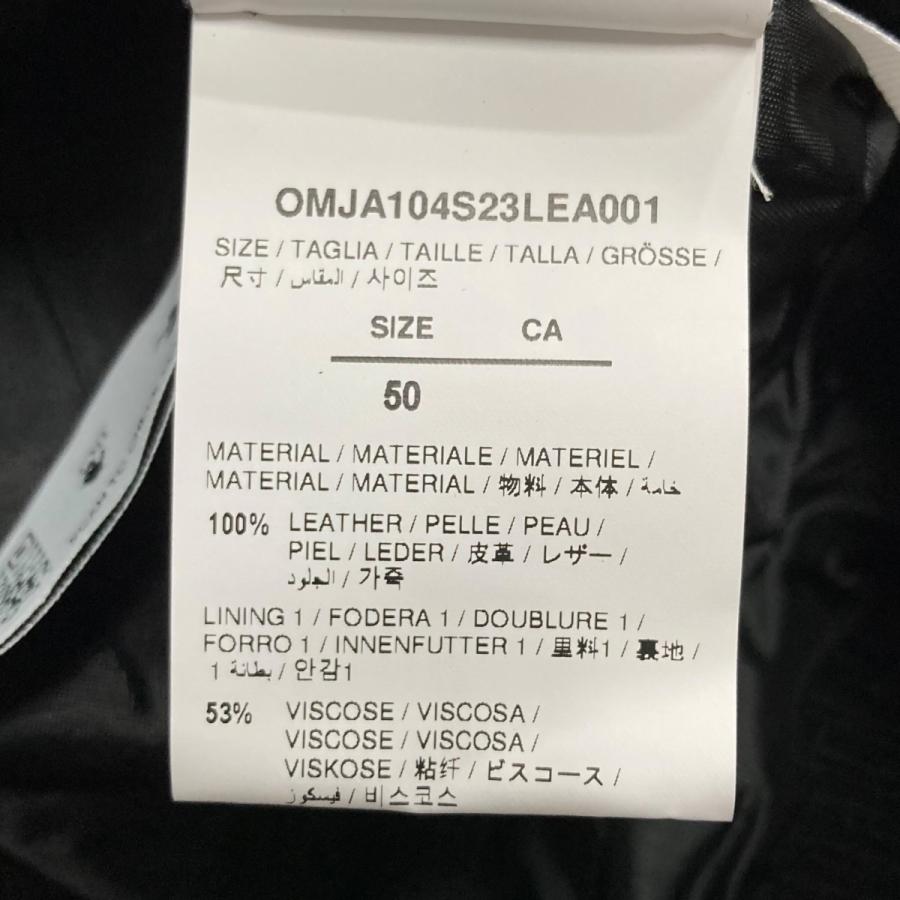 OMJA104S23LEA001
SIZE / TAGLIA / TAILLE / TALLA / GRÖSSE /
尺寸 / المقاس / 사이즈
SIZE CA
50
MATERIAL / MATERIALE / MATERIEL /
MATERIAL / MATERIAL / 物料 / 本体 / خامة
100% LEATHER / PELLE / PEAU /
PIEL / LEDER / 皮革 / レザー /
الجلود / 가죽
LINING 1 / FODERA 1 / DOUBLURE 1 /
FORRO 1 / INNENFUTTER 1 / 里料1 / 裏地 /
بطانة 1 / 안감1
53% VISCOSE / VISCOSA /
VISCOSE / VISCOSA /
VISKOSE / 粘纤 / ビスコース /
فيسكوز / 비스코스